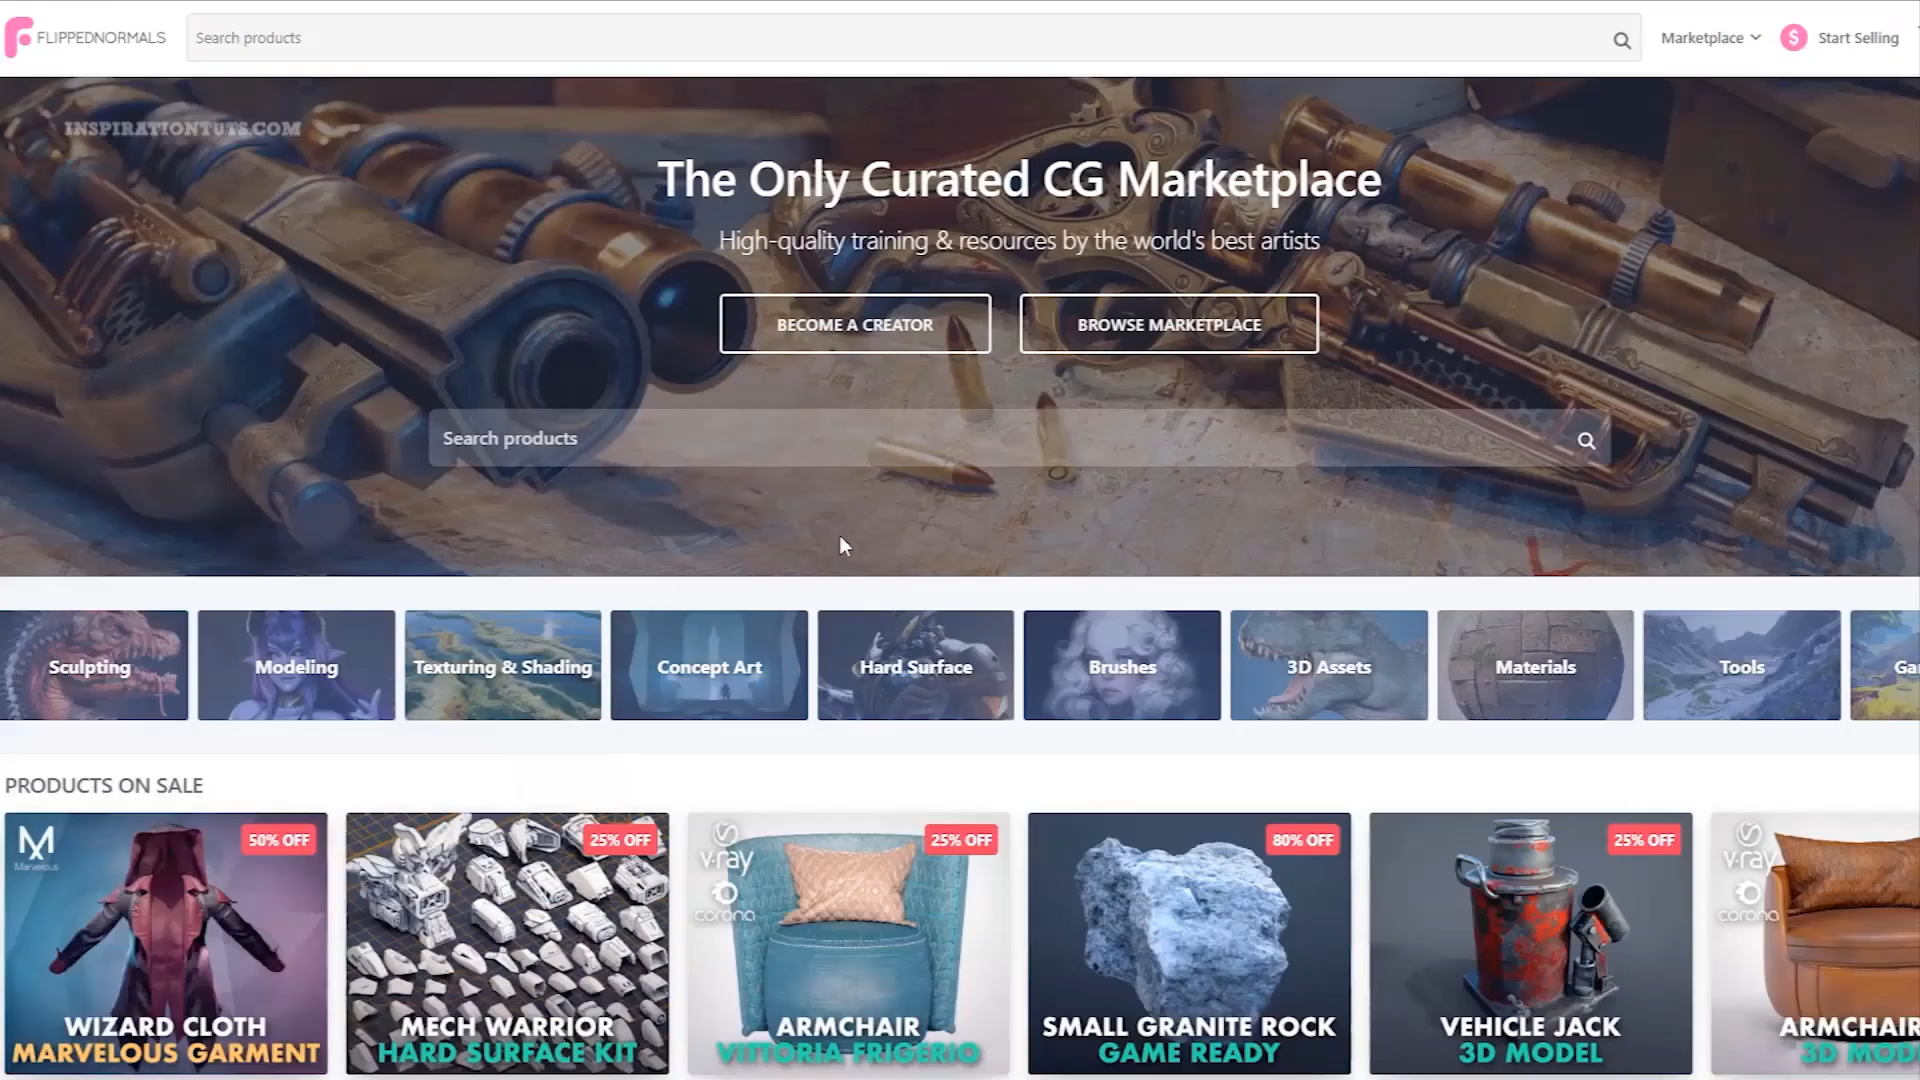 FLIPPEDNORMALS
Search products
Marketplace
$ Start Selling
INSPIRATIONTUTS.COM
The Only Curated CG Marketplace
High-quality training & resources by the world's best artists
BECOME A CREATOR
BROWSE MARKETPLACE
Search products
Sculpting
Modeling
Texturing & Shading
Concept Art
Hard Surface
Brushes
3D Assets
Materials
Tools
PRODUCTS ON SALE
Marvelous
50% OFF
WIZARD CLOTH
MARVELOUS GARMENT
25% OFF
MECH WARRIOR
HARD SURFACE KIT
v-ray
corona
25% OFF
ARMCHAIR
VITTORIA FRIGERIO
80% OFF
SMALL GRANITE ROCK
GAME READY
25% OFF
VEHICLE JACK
3D MODEL
v-ray
corona
ARMCHAIR
3D MOD